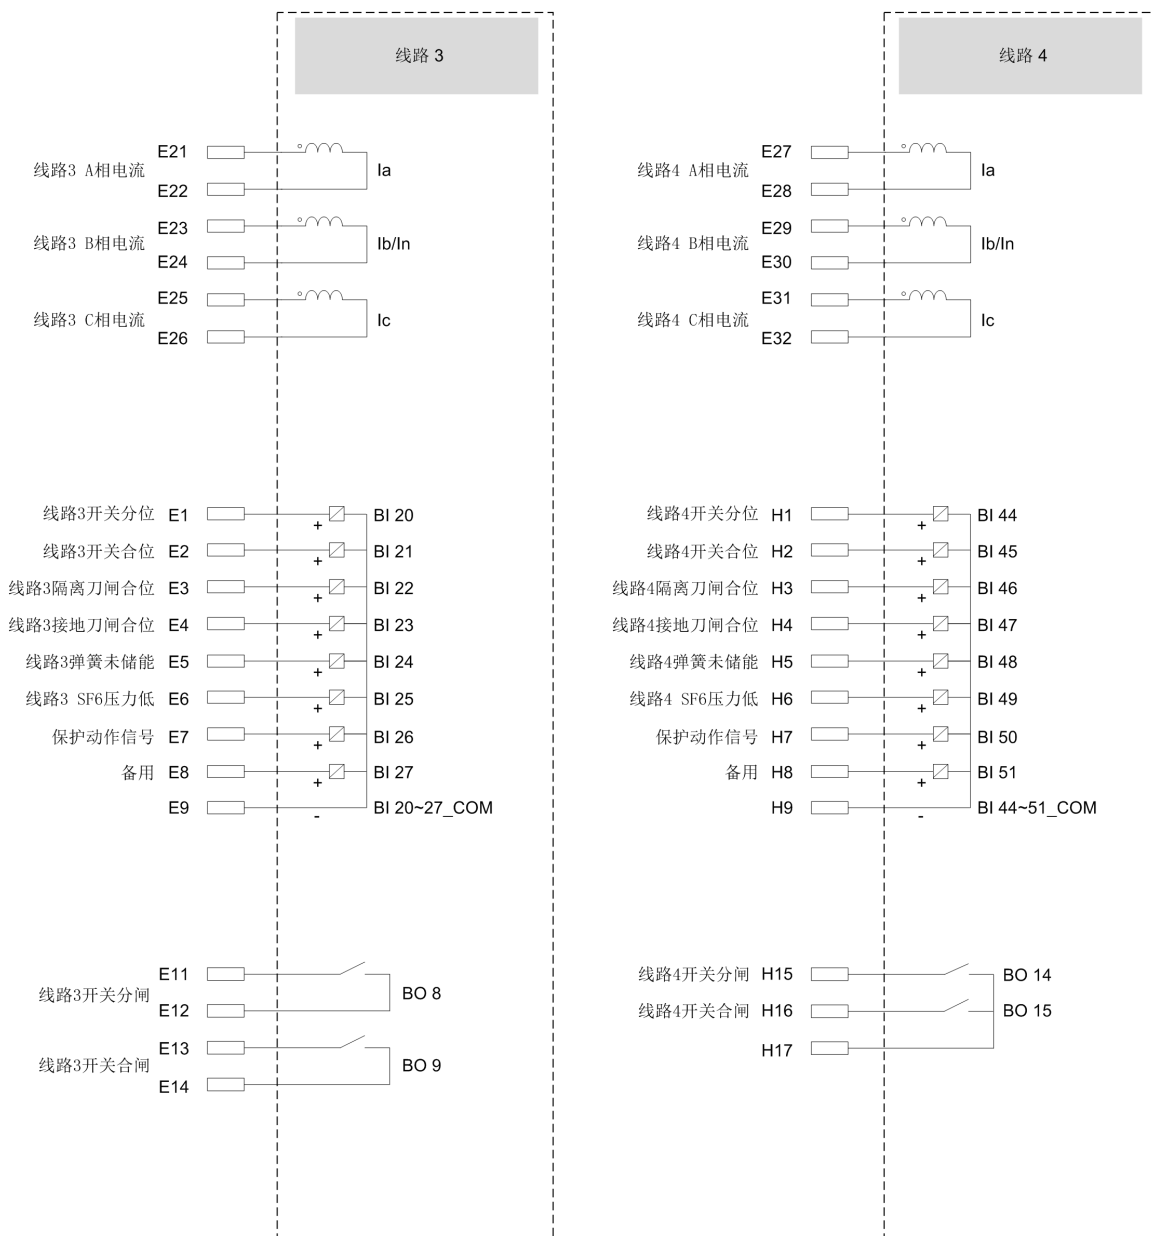 线路 3
E21
线路3 A相电流
Ia
E22
E23
线路3 B相电流
Ib/In
E24
E25
线路3 C相电流
Ic
E26
线路3开关分位 E1 + BI 20
线路3开关合位 E2 + BI 21
线路3隔离刀闸合位 E3 + BI 22
线路3接地刀闸合位 E4 + BI 23
线路3弹簧未储能 E5 + BI 24
线路3 SF6压力低 E6 + BI 25
保护动作信号 E7 + BI 26
备用 E8 + BI 27
E9 - BI 20~27_COM
E11
线路3开关分闸
BO 8
E12
E13
线路3开关合闸
BO 9
E14
线路 4
E27
线路4 A相电流
Ia
E28
E29
线路4 B相电流
Ib/In
E30
E31
线路4 C相电流
Ic
E32
线路4开关分位 H1 + BI 44
线路4开关合位 H2 + BI 45
线路4隔离刀闸合位 H3 + BI 46
线路4接地刀闸合位 H4 + BI 47
线路4弹簧未储能 H5 + BI 48
线路4 SF6压力低 H6 + BI 49
保护动作信号 H7 + BI 50
备用 H8 + BI 51
H9 - BI 44~51_COM
线路4开关分闸 H15 BO 14
线路4开关合闸 H16 BO 15
H17